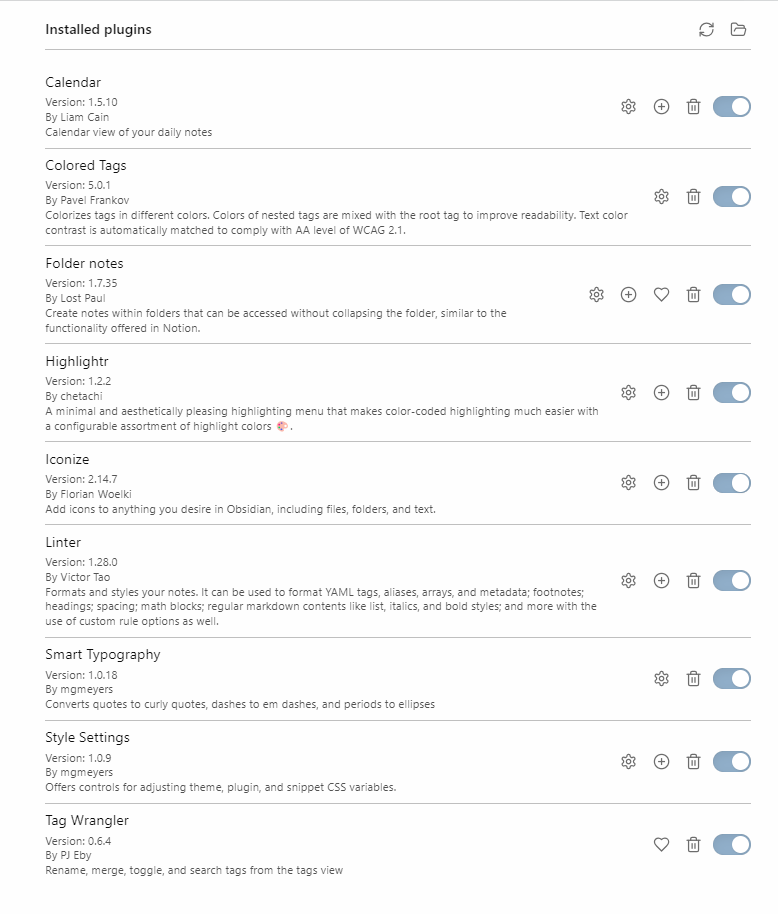 Installed plugins
Calendar
Version: 1.5.10
By Liam Cain
Calendar view of your daily notes
Colored Tags
Version: 5.0.1
By Pavel Frankov
Colorizes tags in different colors. Colors of nested tags are mixed with the root tag to improve readability. Text color
contrast is automatically matched to comply with AA level of WCAG 2.1.
Folder notes
Version: 1.7.35
By Lost Paul
Create notes within folders that can be accessed without collapsing the folder, similar to the
functionality offered in Notion.
Highlightr
Version: 1.2.2
By chetachi
A minimal and aesthetically pleasing highlighting menu that makes color-coded highlighting much easier with
a configurable assortment of highlight colors 🎨.
Iconize
Version: 2.14.7
By Florian Woelki
Add icons to anything you desire in Obsidian, including files, folders, and text.
Linter
Version: 1.28.0
By Victor Tao
Formats and styles your notes. It can be used to format YAML tags, aliases, arrays, and metadata; footnotes;
headings; spacing; math blocks; regular markdown contents like list, italics, and bold styles; and more with the
use of custom rule options as well.
Smart Typography
Version: 1.0.18
By mgmeyers
Converts quotes to curly quotes, dashes to em dashes, and periods to ellipses
Style Settings
Version: 1.0.9
By mgmeyers
Offers controls for adjusting theme, plugin, and snippet CSS variables.
Tag Wrangler
Version: 0.6.4
By PJ Eby
Rename, merge, toggle, and search tags from the tags view